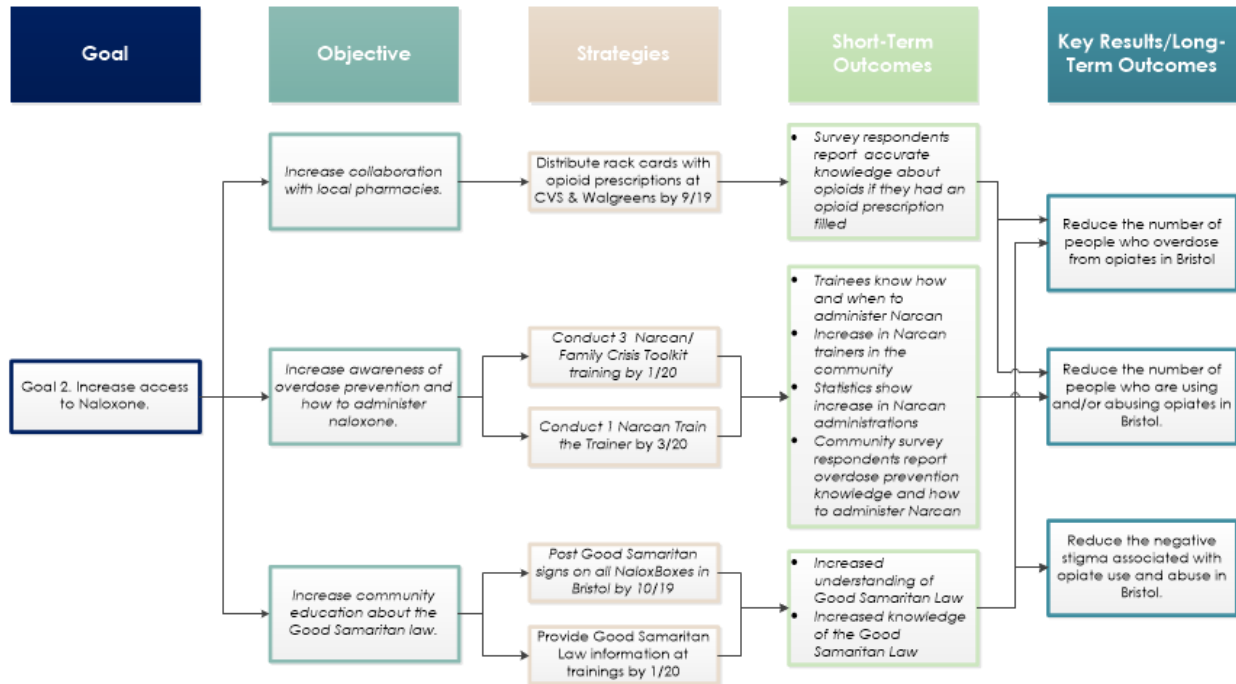 Goal
Objective
Strategies
Short-Term
Outcomes
Key Results/Long-
Term Outcomes
Goal 2. Increase access
to Naloxone.
Increase collaboration
with local pharmacies.
Distribute rack cards with
opioid prescriptions at
CVS & Walgreens by 9/19
• Survey respondents
report accurate
knowledge about
opioids if they had an
opioid prescription
filled
Increase awareness of
overdose prevention and
how to administer
naloxone.
Conduct 3 Narcan/
Family Crisis Toolkit
training by 1/20
Conduct 1 Narcan Train
the Trainer by 3/20
• Trainees know how
and when to
administer Narcan
• Increase in Narcan
trainers in the
community
• Statistics show
increase in Narcan
administrations
• Community survey
respondents report
overdose prevention
knowledge and how
to administer Narcan
Increase community
education about the
Good Samaritan law.
Post Good Samaritan
signs on all NaloxBoxes in
Bristol by 10/19
Provide Good Samaritan
Law information at
trainings by 1/20
• Increased
understanding of
Good Samaritan Law
• Increased knowledge
of the Good
Samaritan Law
Reduce the number of
people who overdose
from opiates in Bristol
Reduce the number of
people who are using
and/or abusing opiates in
Bristol.
Reduce the negative
stigma associated with
opiate use and abuse in
Bristol.